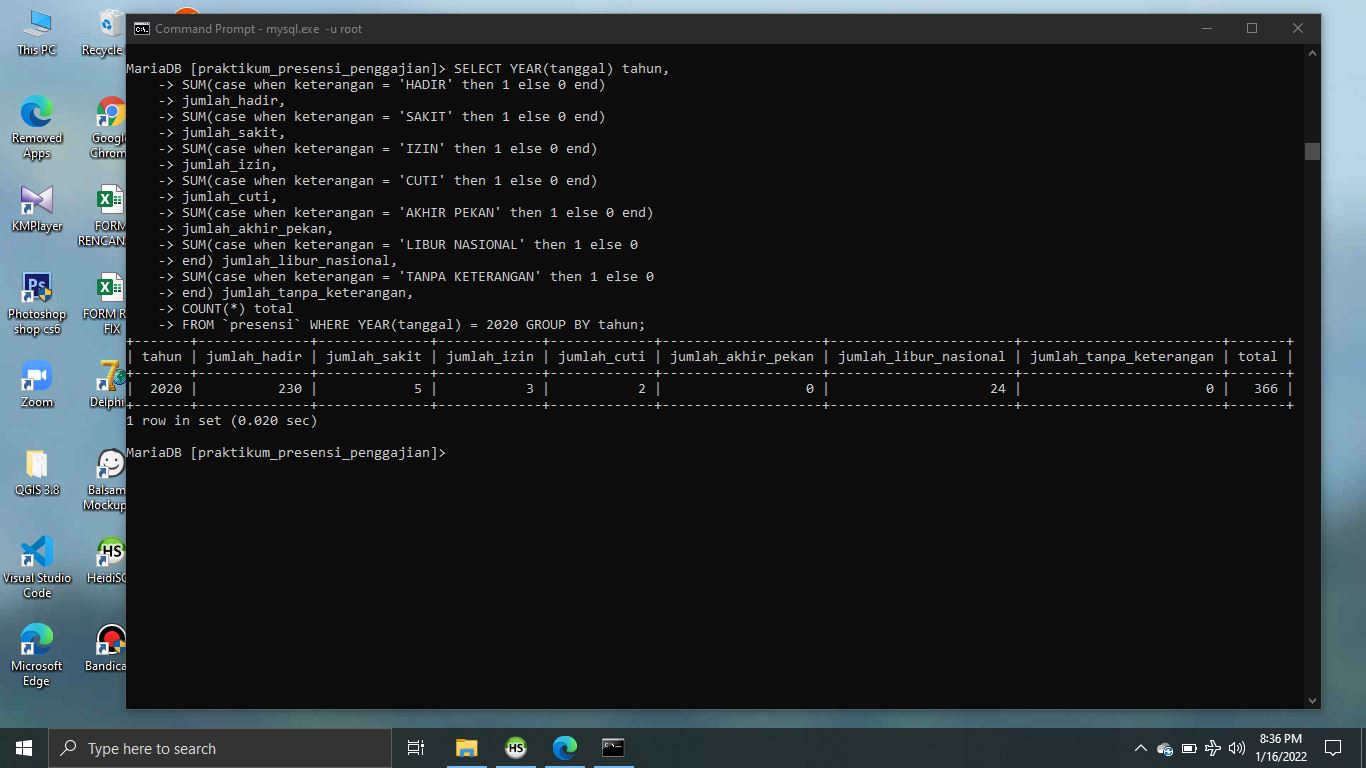 This PC
Recycle
Removed
Apps
Googl
Chrom
KMPlayer
FORM
RENCAN
Ps
Photoshop
shop cs6
FORM R
FIX
Zoom
7
Delphi
QGIS 3.8
Balsam
Mockup
Visual Studio
Code
HS
HeidiSQ
Microsoft
Edge
Bandica
Command Prompt - mysql.exe  -u root
MariaDB [praktikum_presensi_penggajian]> SELECT YEAR(tanggal) tahun,
    -> SUM(case when keterangan = 'HADIR' then 1 else 0 end)
    -> jumlah_hadir,
    -> SUM(case when keterangan = 'SAKIT' then 1 else 0 end)
    -> jumlah_sakit,
    -> SUM(case when keterangan = 'IZIN' then 1 else 0 end)
    -> jumlah_izin,
    -> SUM(case when keterangan = 'CUTI' then 1 else 0 end)
    -> jumlah_cuti,
    -> SUM(case when keterangan = 'AKHIR PEKAN' then 1 else 0 end)
    -> jumlah_akhir_pekan,
    -> SUM(case when keterangan = 'LIBUR NASIONAL' then 1 else 0
    -> end) jumlah_libur_nasional,
    -> SUM(case when keterangan = 'TANPA KETERANGAN' then 1 else 0
    -> end) jumlah_tanpa_keterangan,
    -> COUNT(*) total
    -> FROM `presensi` WHERE YEAR(tanggal) = 2020 GROUP BY tahun;
| tahun | jumlah_hadir | jumlah_sakit | jumlah_izin | jumlah_cuti | jumlah_akhir_pekan | jumlah_libur_nasional | jumlah_tanpa_keterangan | total |
| 2020 | 230 | 5 | 3 | 2 | 0 | 24 | 0 | 366 |
1 row in set (0.020 sec)
MariaDB [praktikum_presensi_penggajian]>
Type here to search
HS
8:36 PM
1/16/2022